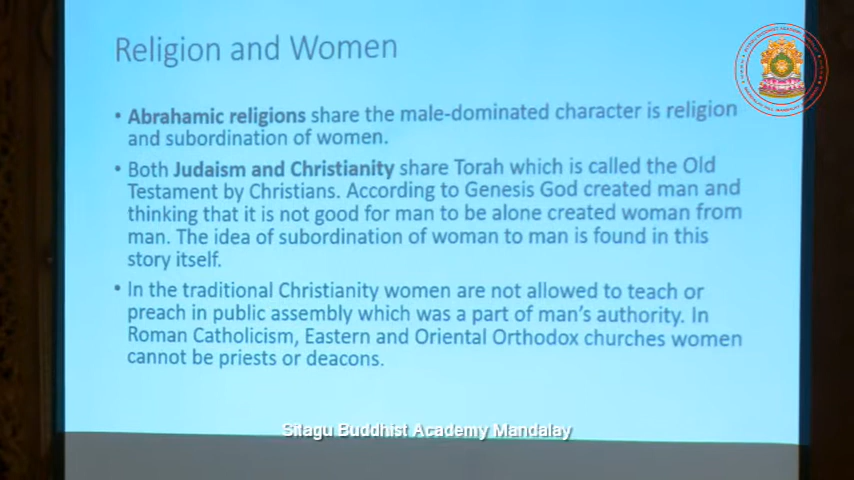 Religion and Women
• Abrahamic religions share the male-dominated character is religion
and subordination of women.
• Both Judaism and Christianity share Torah which is called the Old
Testament by Christians. According to Genesis God created man and
thinking that it is not good for man to be alone created woman from
man. The idea of subordination of woman to man is found in this
story itself.
• In the traditional Christianity women are not allowed to teach or
preach in public assembly which was a part of man's authority. In
Roman Catholicism, Eastern and Oriental Orthodox churches women
cannot be priests or deacons.
Sitagu Buddhist Academy Mandalay